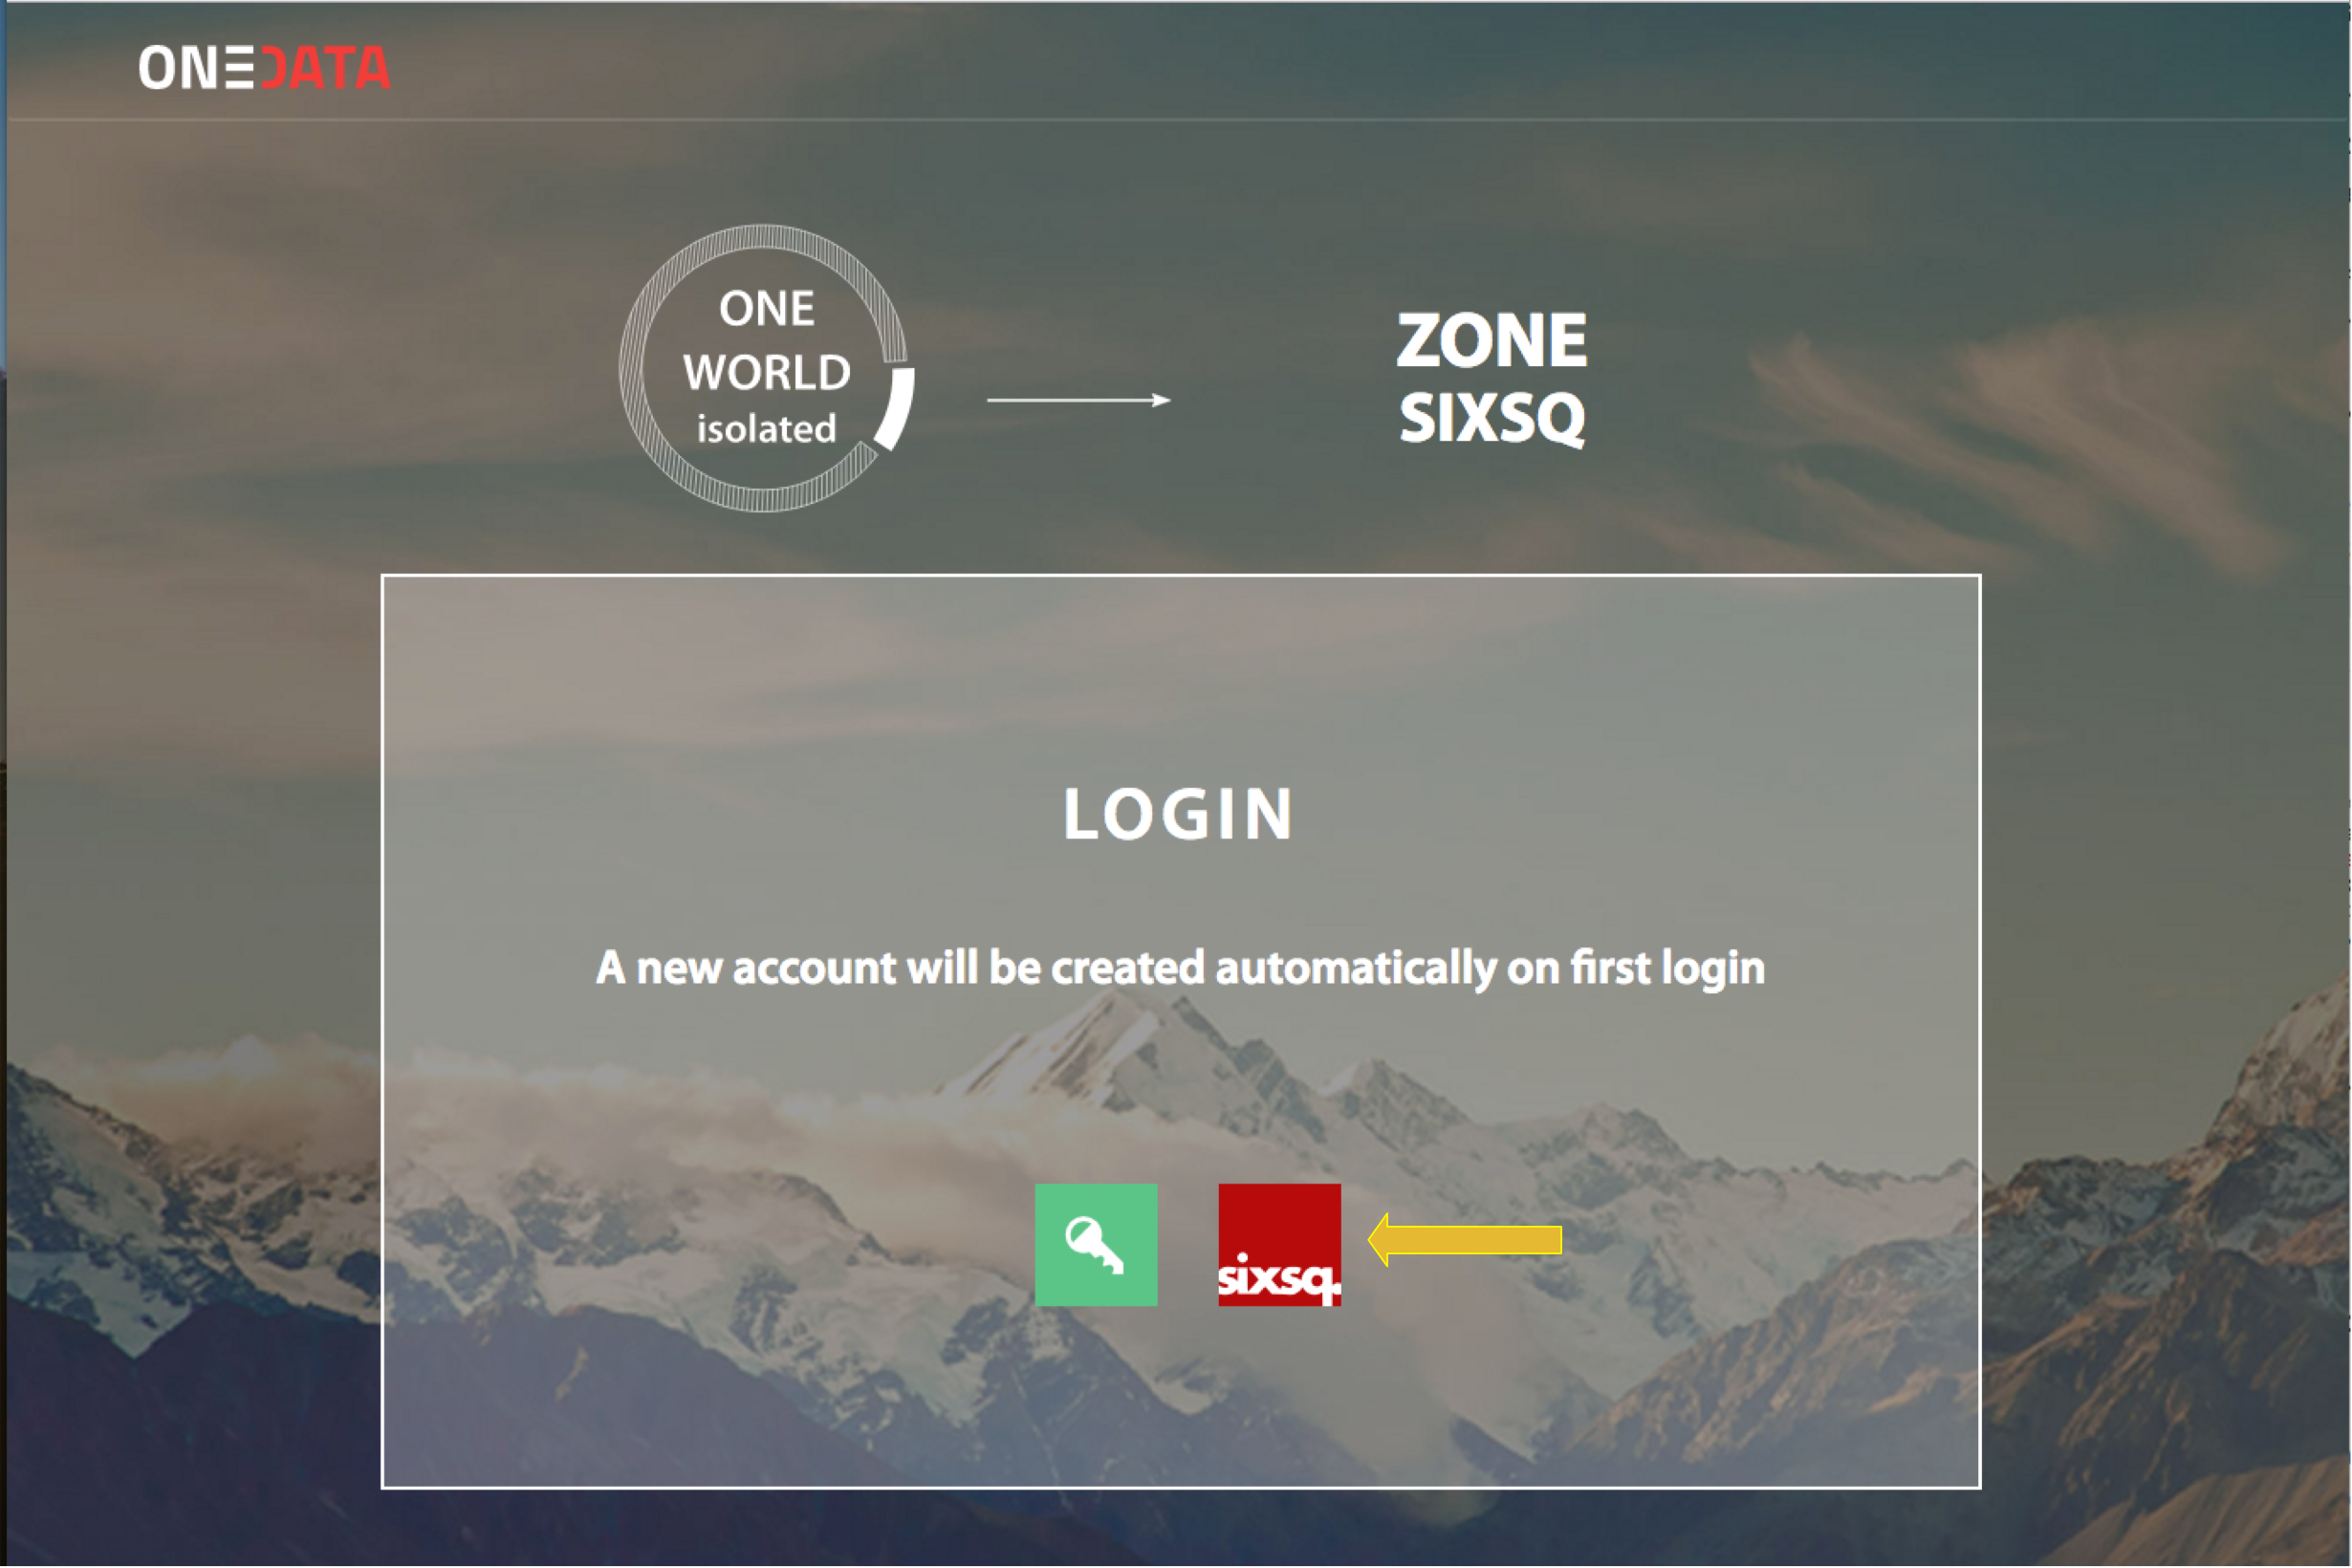 ONEDATA
ONE
WORLD
isolated
ZONE
SIXSQ
LOGIN
A new account will be created automatically on first login
sixsq.